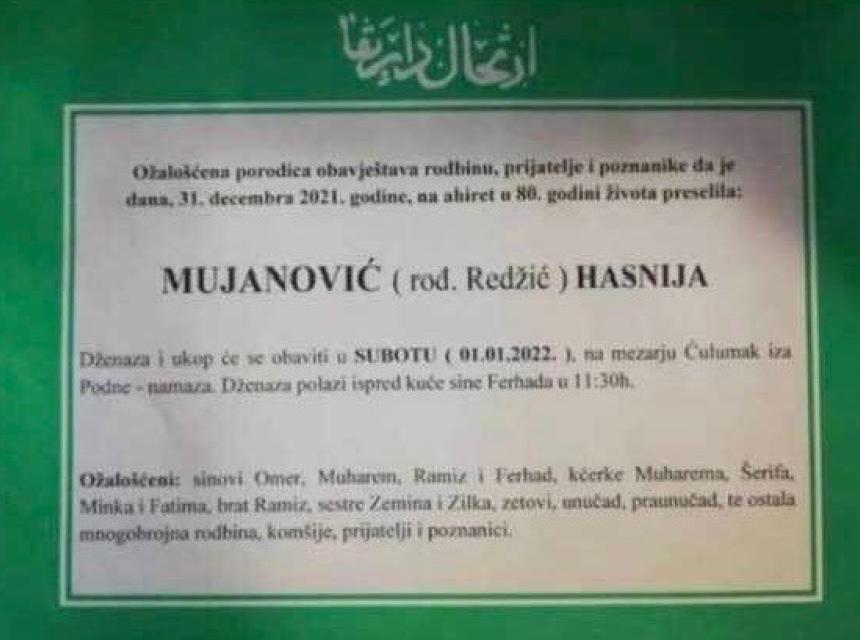 ارتحال دار بقا
Ožalošćena porodica obavještava rodbinu, prijatelje i poznanike da je
dana, 31. decembra 2021. godine, na ahiret u 80. godini života preselila:
MUJANOVIĆ ( rođ. Redžić ) HASNIJA
Dženaza i ukop će se obaviti u SUBOTU ( 01.01.2022. ), na mezarju Ćulumak iza
Podne - namaza. Dženaza polazi ispred kuće sine Ferhada u 11:30h.
Ožalošćeni: sinovi Omer, Muharem, Ramiz i Ferhad, kćerke Muharema, Šerifa,
Minka i Fatima, brat Ramiz, sestre Zemina i Zilka, zetovi, unučad, praunučad, te ostala
mnogobrojna rodbina, komšije, prijatelji i poznanici.